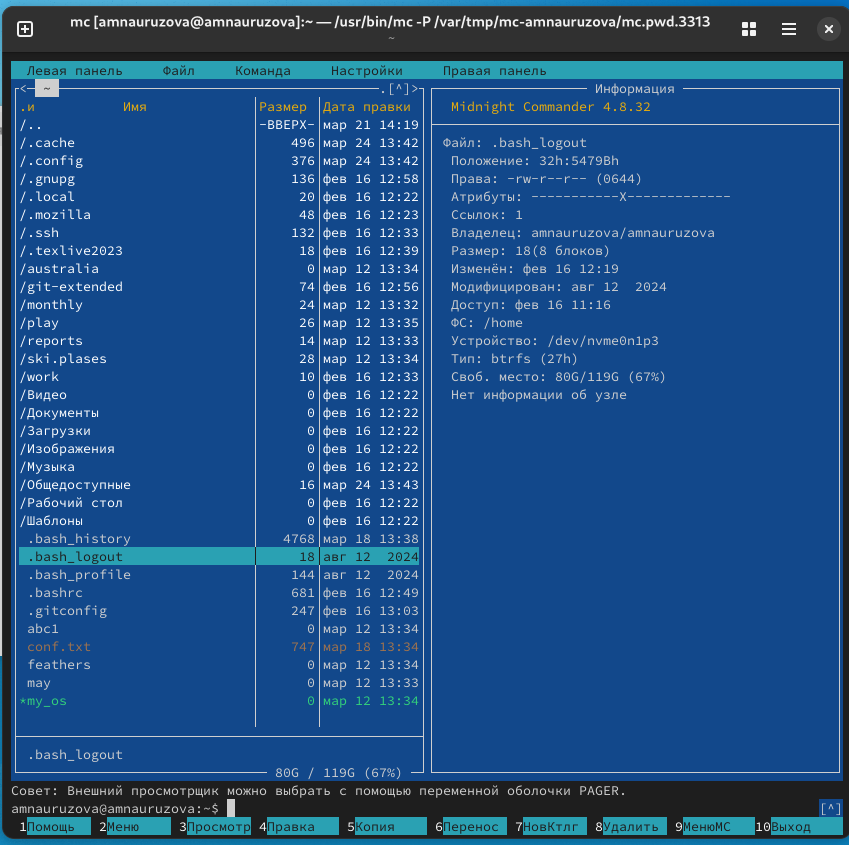 mc [amnauruzova@amnauruzova]:~ — /usr/bin/mc -P /var/tmp/mc-amnauruzova/mc.pwd.3313
~
Левая панель Файл Команда Настройки Правая панель
<─ ~ .[^]>
.и Имя Размер Дата правки
/.. -ВВЕРХ- мар 21 14:19
/.cache 496 мар 24 13:42
/.config 376 мар 24 13:42
/.gnupg 136 фев 16 12:58
/.local 20 фев 16 12:22
/.mozilla 48 фев 16 12:23
/.ssh 132 фев 16 12:33
/.texlive2023 18 фев 16 12:39
/australia 0 мар 12 13:34
/git-extended 74 фев 16 12:56
/monthly 24 мар 12 13:32
/play 26 мар 12 13:35
/reports 14 мар 12 13:33
/ski.plases 28 мар 12 13:34
/work 10 фев 16 12:33
/Видео 0 фев 16 12:22
/Документы 0 фев 16 12:22
/Загрузки 0 фев 16 12:22
/Изображения 0 фев 16 12:22
/Музыка 0 фев 16 12:22
/Общедоступные 16 мар 24 13:43
/Рабочий стол 0 фев 16 12:22
/Шаблоны 0 фев 16 12:22
.bash_history 4768 мар 18 13:38
.bash_logout 18 авг 12 2024
.bash_profile 144 авг 12 2024
.bashrc 681 фев 16 12:49
.gitconfig 247 фев 16 13:03
abc1 0 мар 12 13:34
conf.txt 747 мар 18 13:34
feathers 0 мар 12 13:34
may 0 мар 12 13:33
*my_os 0 мар 12 13:34
.bash_logout
80G / 119G (67%)
Информация
Midnight Commander 4.8.32
Файл: .bash_logout
Положение: 32h:5479Bh
Права: -rw-r--r-- (0644)
Атрибуты: -----------X-------------
Ссылок: 1
Владелец: amnauruzova/amnauruzova
Размер: 18(8 блоков)
Изменён: фев 16 12:19
Модифицирован: авг 12 2024
Доступ: фев 16 11:16
ФС: /home
Устройство: /dev/nvme0n1p3
Тип: btrfs (27h)
Своб. место: 80G/119G (67%)
Нет информации об узле
Совет: Внешний просмотрщик можно выбрать с помощью переменной оболочки PAGER.
amnauruzova@amnauruzova:~$ [^]
1Помощь 2Меню 3Просмотр 4Правка 5Копия 6Перенос 7НовКтлг 8Удалить 9МенюМС 10Выход